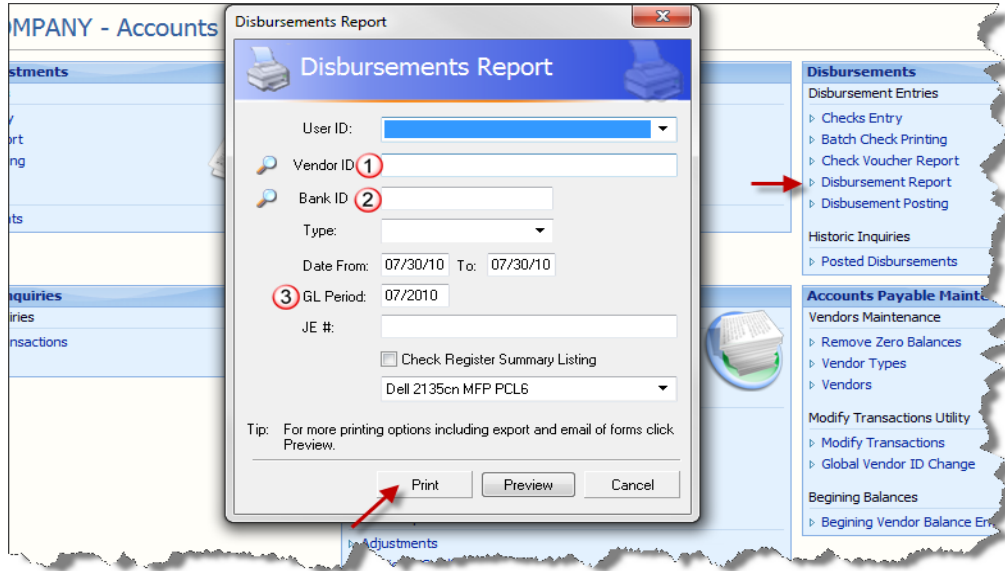 OMPANY - Accounts
stments
y
ort
ng
ts
nquiries
iries
nsactions
Disbursements Report
Disbursements Report
User ID:
Vendor ID 1
Bank ID 2
Type:
Date From: 07/30/10 To: 07/30/10
3 GL Period: 07/2010
JE #:
Check Register Summary Listing
Dell 2135cn MFP PCL6
Tip: For more printing options including export and email of forms click
Preview.
Print Preview Cancel
Adjustments
Disbursements
Disbursement Entries
Checks Entry
Batch Check Printing
Check Voucher Report
Disbursement Report
Disbusement Posting
Historic Inquiries
Posted Disbursements
Accounts Payable Mainte
Vendors Maintenance
Remove Zero Balances
Vendor Types
Vendors
Modify Transactions Utility
Modify Transactions
Global Vendor ID Change
Begining Balances
Begining Vendor Balance En